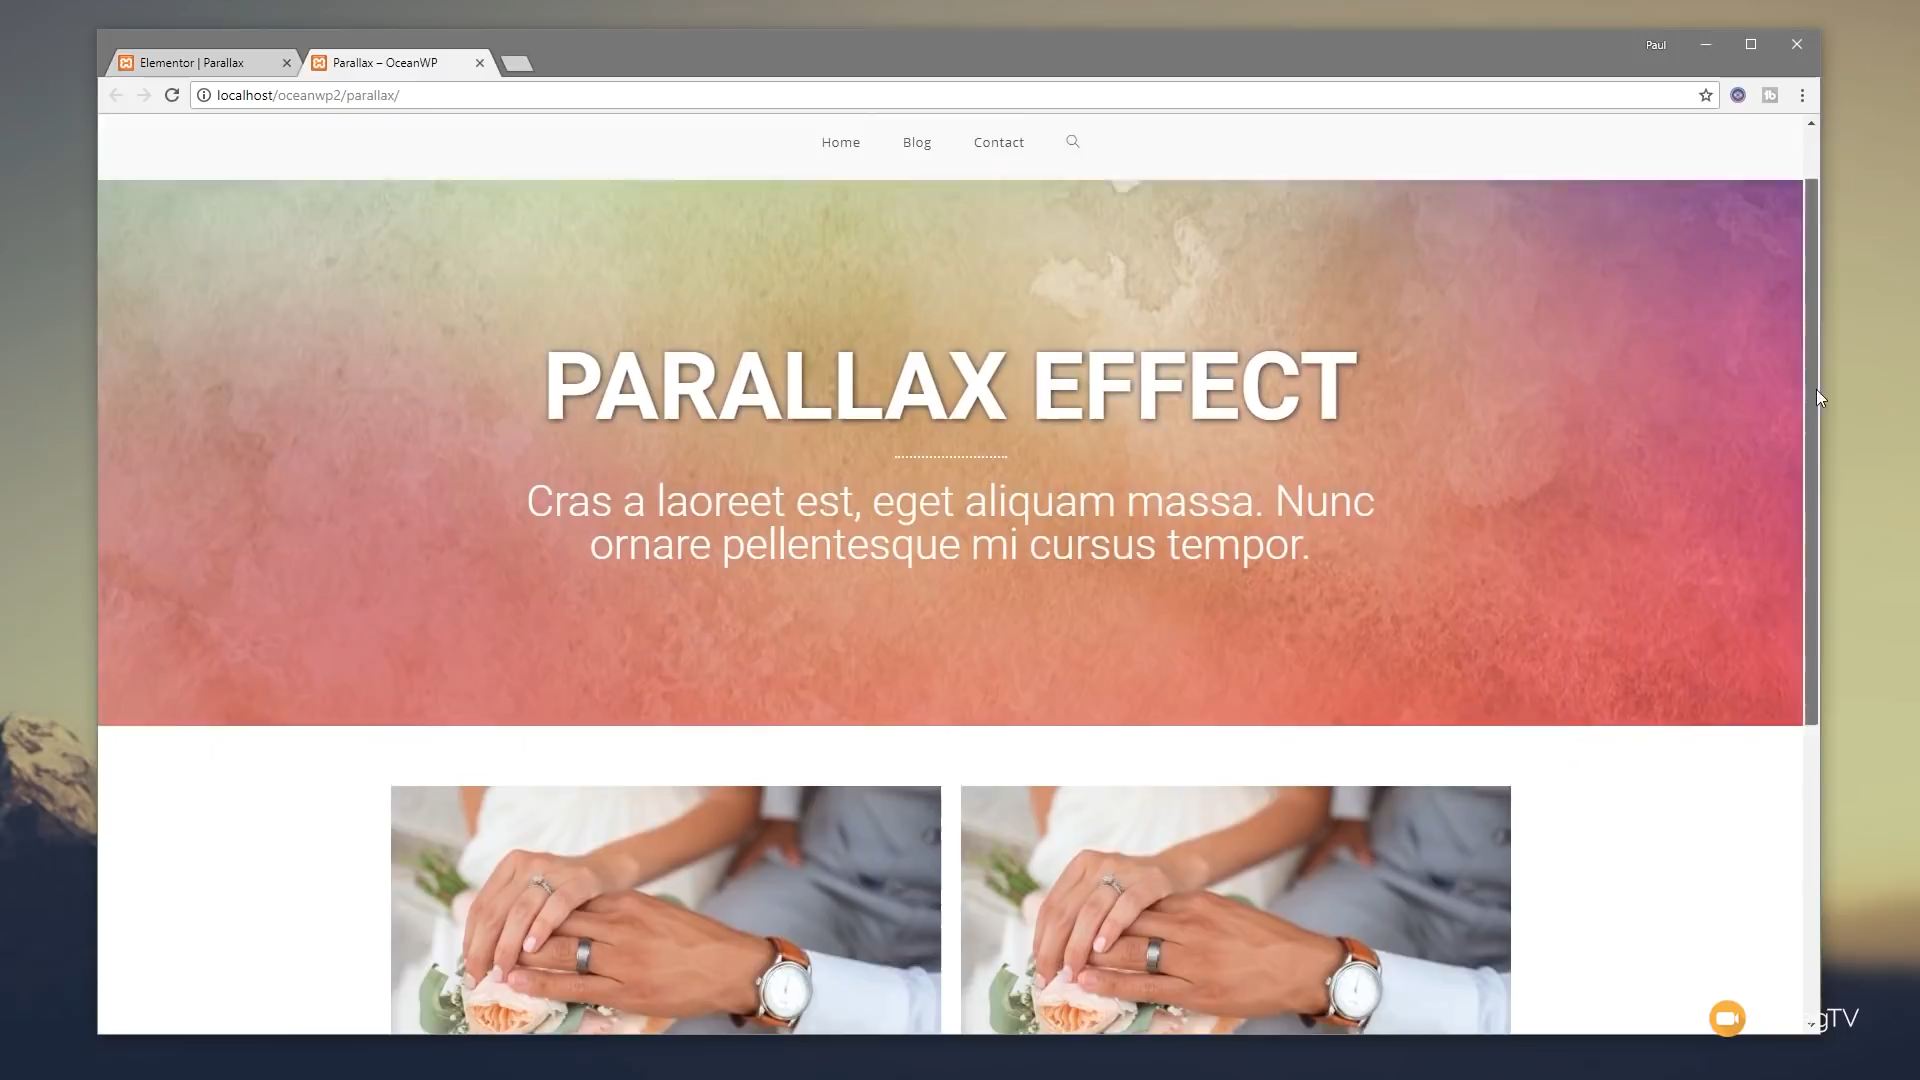 Paul
Elementor | Parallax
Parallax – OceanWP
localhost/oceanwp2/parallax/
Home Blog Contact
PARALLAX EFFECT
Cras a laoreet est, eget aliquam massa. Nunc
ornare pellentesque mi cursus tempor.